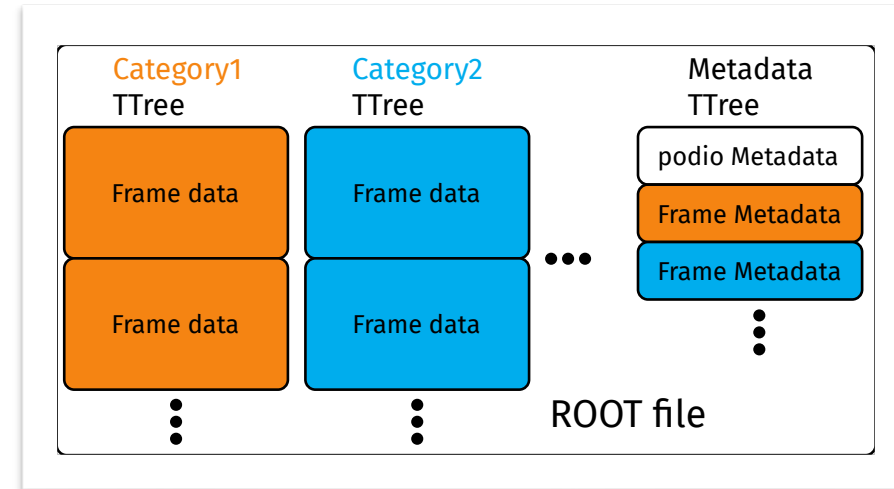 Category1
TTree
Frame data
Frame data
Category2
TTree
Frame data
Frame data
Metadata
TTree
podio Metadata
Frame Metadata
Frame Metadata
ROOT file